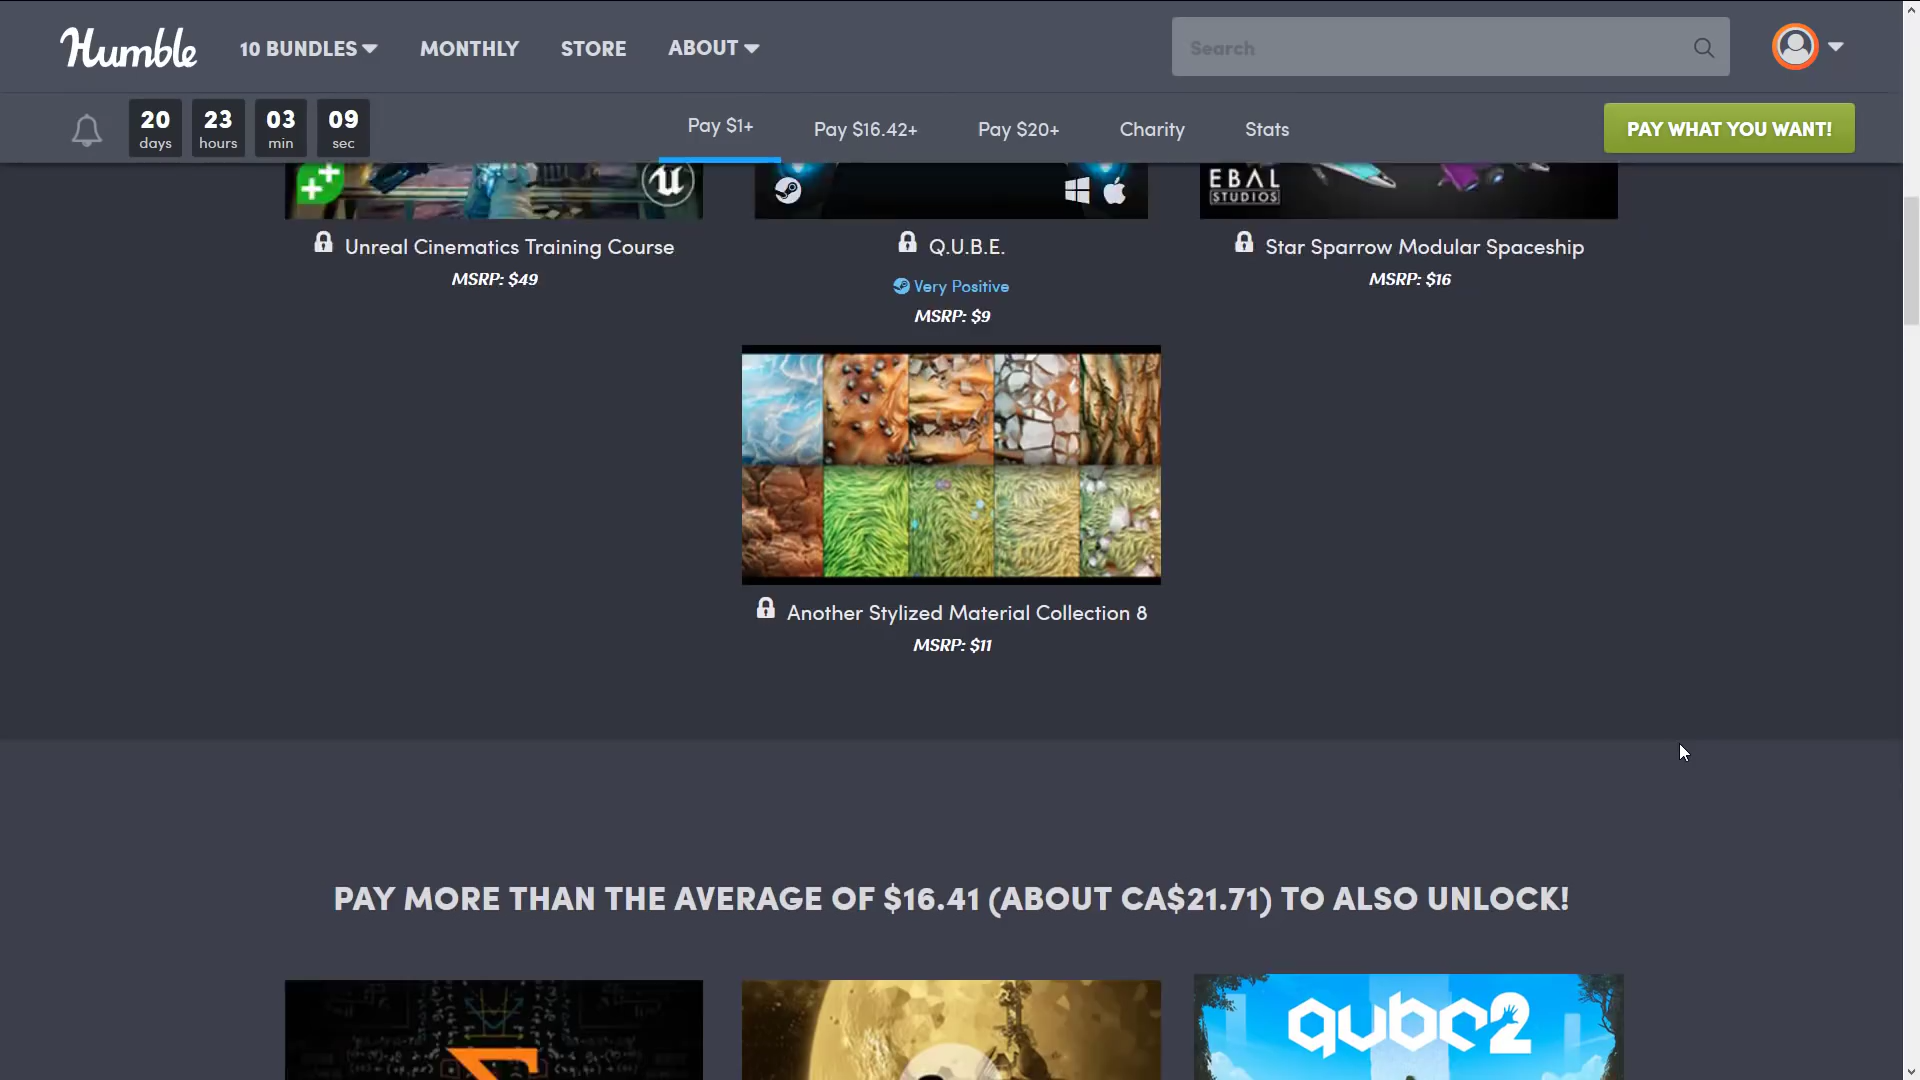 Humble
10 BUNDLES
MONTHLY
STORE
ABOUT
Search
20 days
23 hours
03 min
09 sec
Pay $1+
Pay $16.42+
Pay $20+
Charity
Stats
PAY WHAT YOU WANT!
EBAL
STUDIOS
Unreal Cinematics Training Course
MSRP: $49
Q.U.B.E.
Very Positive
MSRP: $9
Star Sparrow Modular Spaceship
MSRP: $16
Another Stylized Material Collection 8
MSRP: $11
PAY MORE THAN THE AVERAGE OF $16.41 (ABOUT CA$21.71) TO ALSO UNLOCK!
qube2